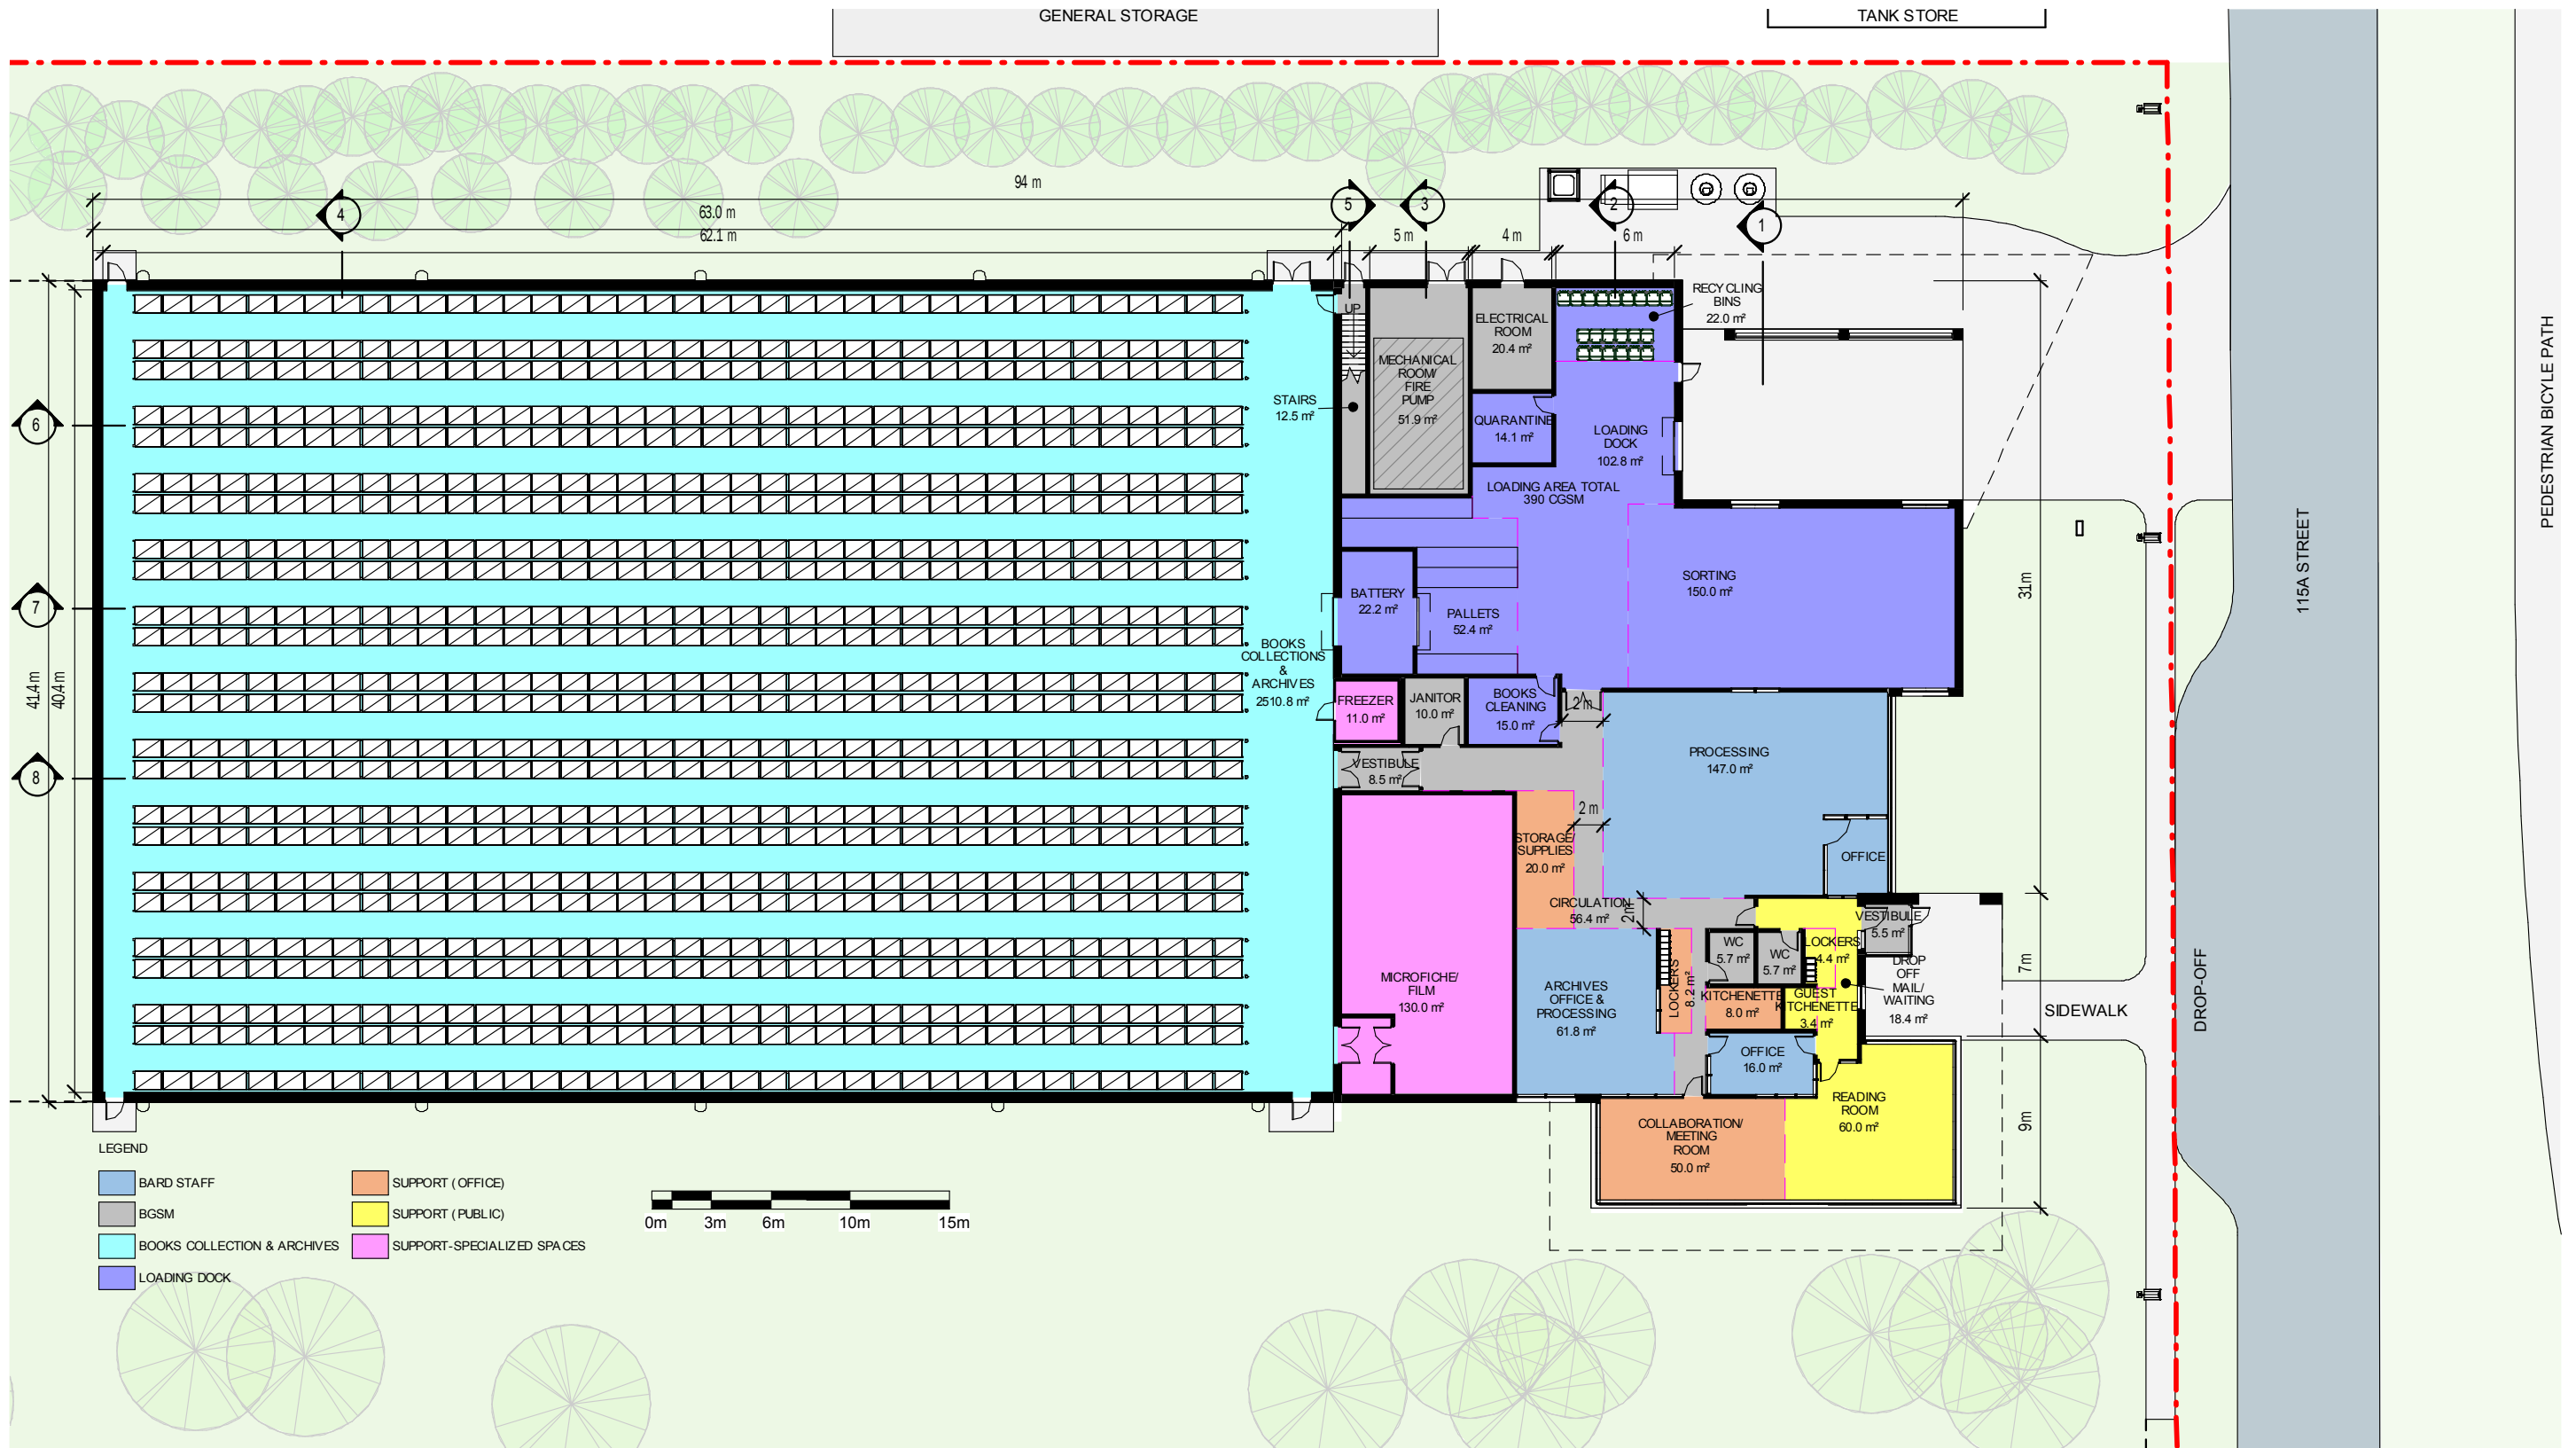 GENERAL STORAGE
TANK STORE
94 m
63.0 m
62.1 m
4
5
3
2
1
5 m
4 m
6 m
RECYCLING
BINS
22.0 m²
UP
ELECTRICAL
ROOM
20.4 m²
MECHANICAL
ROOM/
FIRE
PUMP
51.9 m²
STAIRS
12.5 m²
QUARANTINE
14.1 m²
LOADING
DOCK
102.8 m²
LOADING AREA TOTAL
390 CGSM
6
7
8
41.4m
40.4m
SORTING
150.0 m²
BATTERY
22.2 m²
PALLETS
52.4 m²
BOOKS
COLLECTIONS
&
ARCHIVES
2510.8 m²
FREEZER
11.0 m²
JANITOR
10.0 m²
BOOKS
CLEANING
15.0 m²
2 m
PROCESSING
147.0 m²
VESTIBULE
8.5 m²
2 m
STORAGE/
SUPPLIES
20.0 m²
OFFICE
CIRCULATION
56.4 m²
2m
VESTIBULE
5.5 m²
WC
5.7 m²
WC
5.7 m²
LOCKERS
4.4 m²
DROP
OFF
MAIL/
WAITING
18.4 m²
MICROFICHE/
FILM
130.0 m²
ARCHIVES
OFFICE &
PROCESSING
61.8 m²
LOCKERS
8.2 m²
KITCHENETTE
8.0 m²
GUEST
KITCHENETTE
3.4 m²
OFFICE
16.0 m²
READING
ROOM
60.0 m²
COLLABORATION/
MEETING
ROOM
50.0 m²
31m
7m
9m
SIDEWALK
DROP-OFF
115A STREET
PEDESTRIAN BICYLE PATH
LEGEND
BARD STAFF
BGSM
BOOKS COLLECTION & ARCHIVES
LOADING DOCK
SUPPORT (OFFICE)
SUPPORT (PUBLIC)
SUPPORT-SPECIALIZED SPACES
0m 3m 6m 10m 15m